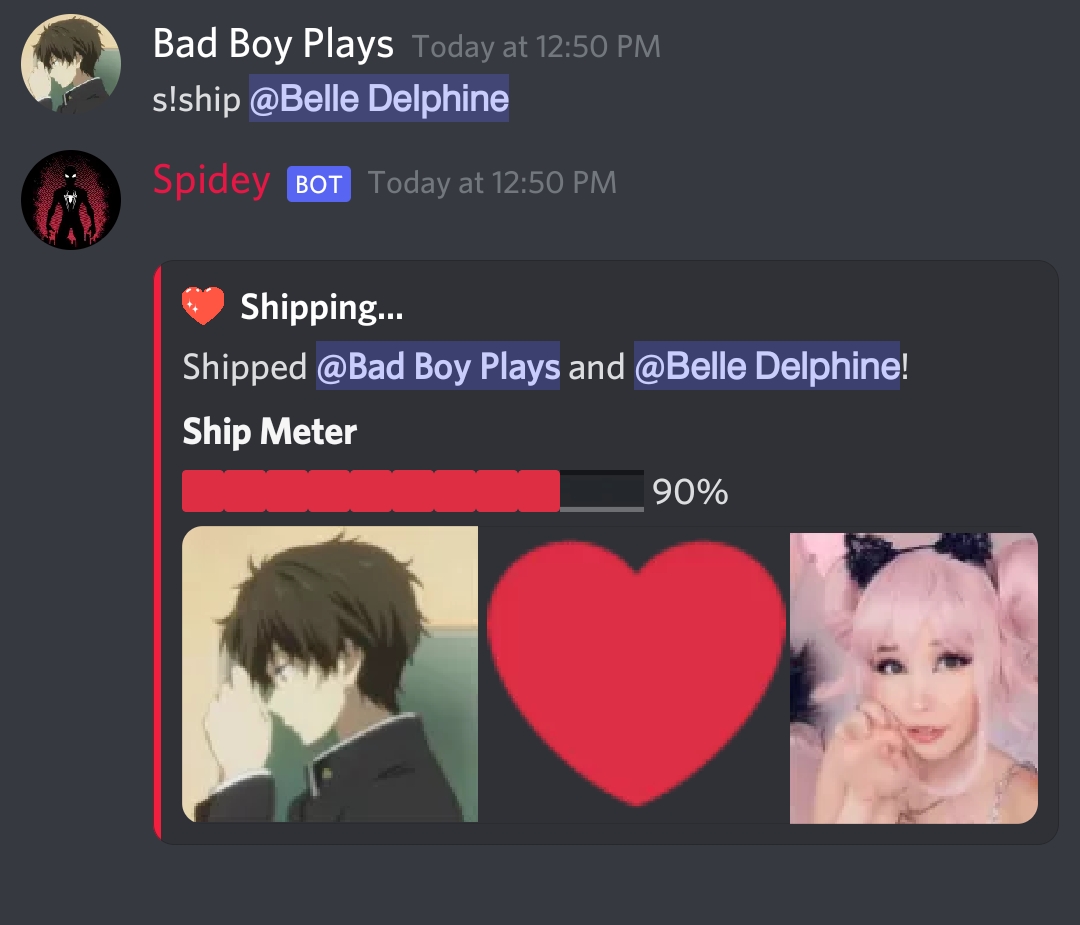 Bad Boy Plays Today at 12:50 PM
s!ship @Belle Delphine
Spidey BOT Today at 12:50 PM
Shipping...
Shipped @Bad Boy Plays and @Belle Delphine!
Ship Meter
90%